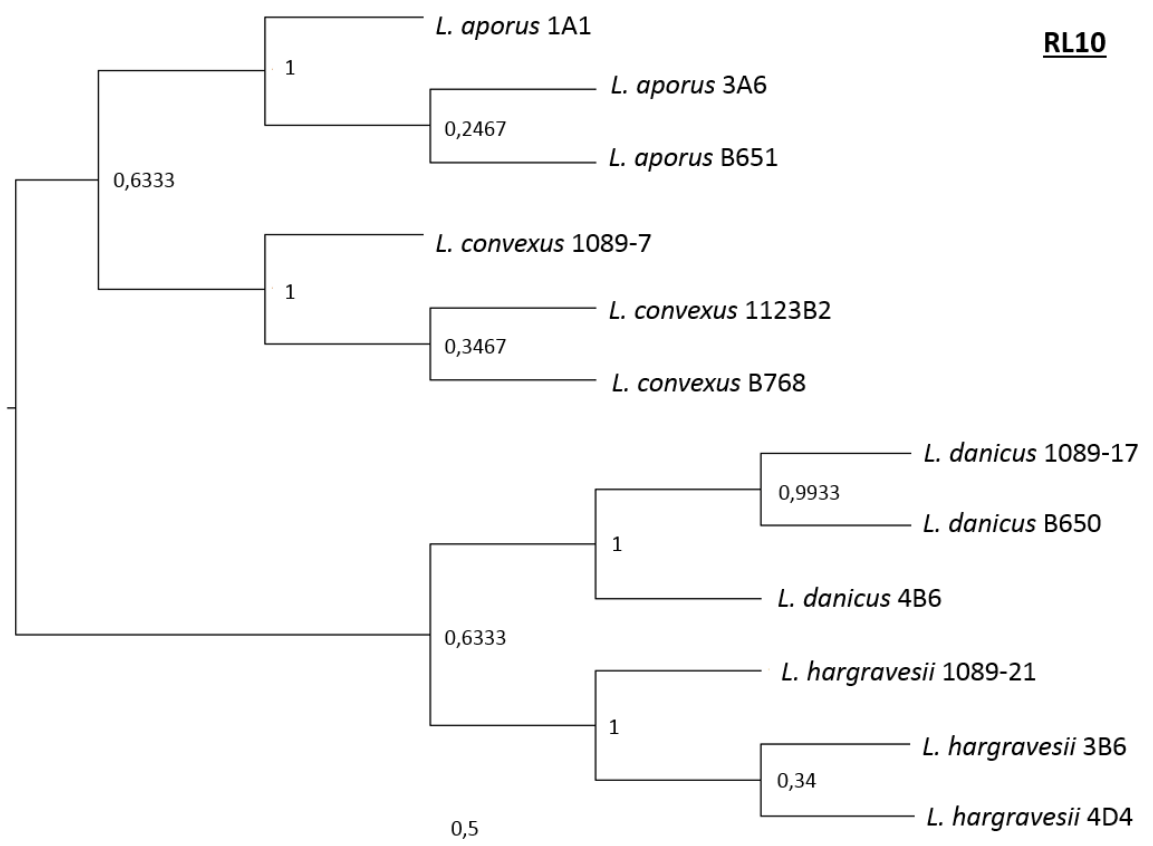 RL10
L. aporus 1A1
1
L. aporus 3A6
0,2467
L. aporus B651
0,6333
L. convexus 1089-7
1
L. convexus 1123B2
0,3467
L. convexus B768
L. danicus 1089-17
0,9933
L. danicus B650
1
L. danicus 4B6
0,6333
L. hargravesii 1089-21
1
L. hargravesii 3B6
0,34
L. hargravesii 4D4
0,5